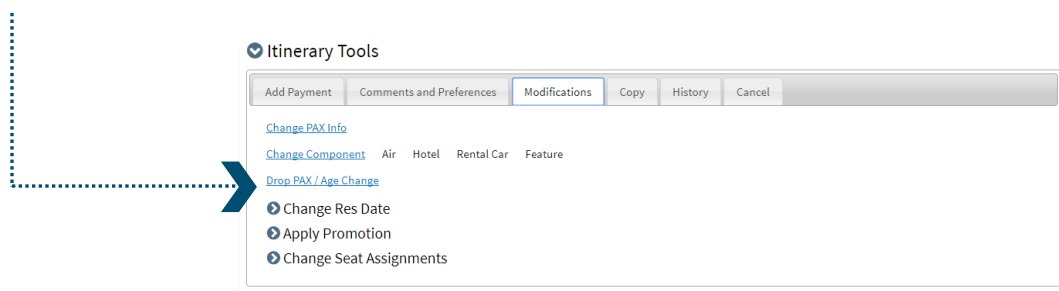 Itinerary Tools
Add Payment Comments and Preferences Modifications Copy History Cancel
Change PAX Info
Change Component Air Hotel Rental Car Feature
Drop PAX / Age Change
Change Res Date
Apply Promotion
Change Seat Assignments